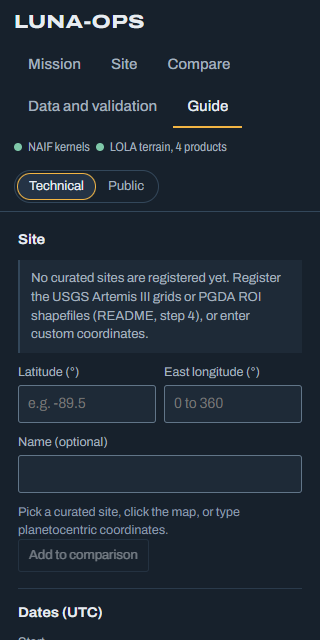 LUNA-OPS
Mission Site Compare
Data and validation Guide
NAIF kernels LOLA terrain, 4 products
Technical Public
Site
No curated sites are registered yet. Register
the USGS Artemis III grids or PGDA ROI
shapefiles (README, step 4), or enter
custom coordinates.
Latitude (°) East longitude (°)
e.g. -89.5 0 to 360
Name (optional)
Pick a curated site, click the map, or type
planetocentric coordinates.
Add to comparison
Dates (UTC)